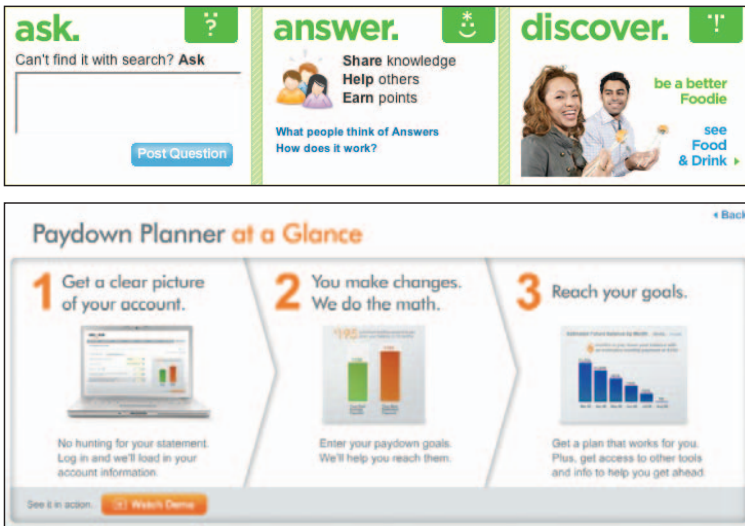 ask.
Can't find it with search? Ask
Post Question
answer.
Share knowledge
Help others
Earn points
What people think of Answers
How does it work?
discover.
be a better
Foodie
see
Food
& Drink
Back
Paydown Planner at a Glance
1 Get a clear picture
of your account.
No hunting for your statement.
Log in and we'll load in your
account information.
2 You make changes.
We do the math.
$195
Enter your paydown goals.
We'll help you reach them.
3 Reach your goals.
Get a plan that works for you.
Plus, get access to other tools
and info to help you get ahead.
See it in action:
Watch Demo